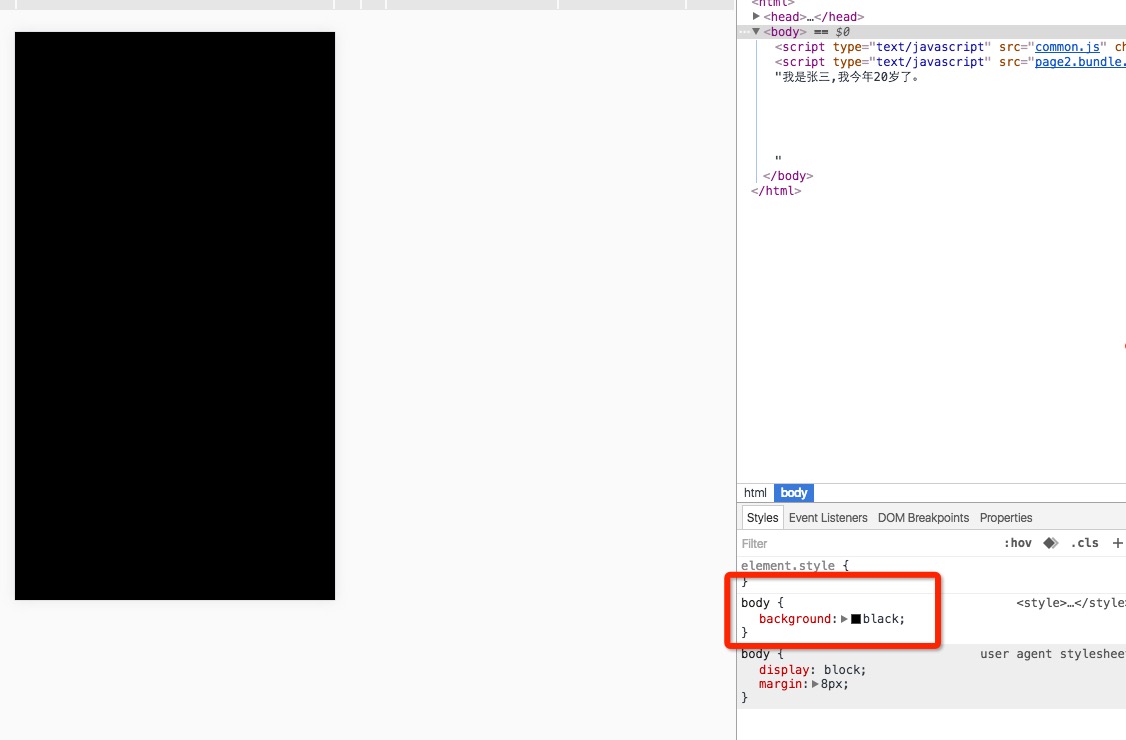 <html>
<head>…</head>
<body> == $0
<script type="text/javascript" src="common.js" ch
<script type="text/javascript" src="page2.bundle.
"我是张三,我今年20岁了。
"
</body>
</html>
html body
Styles Event Listeners DOM Breakpoints Properties
Filter :hov .cls +
element.style {
}
body { <style>…</style>
background: black;
}
body { user agent stylesheet
display: block;
margin: 8px;
}